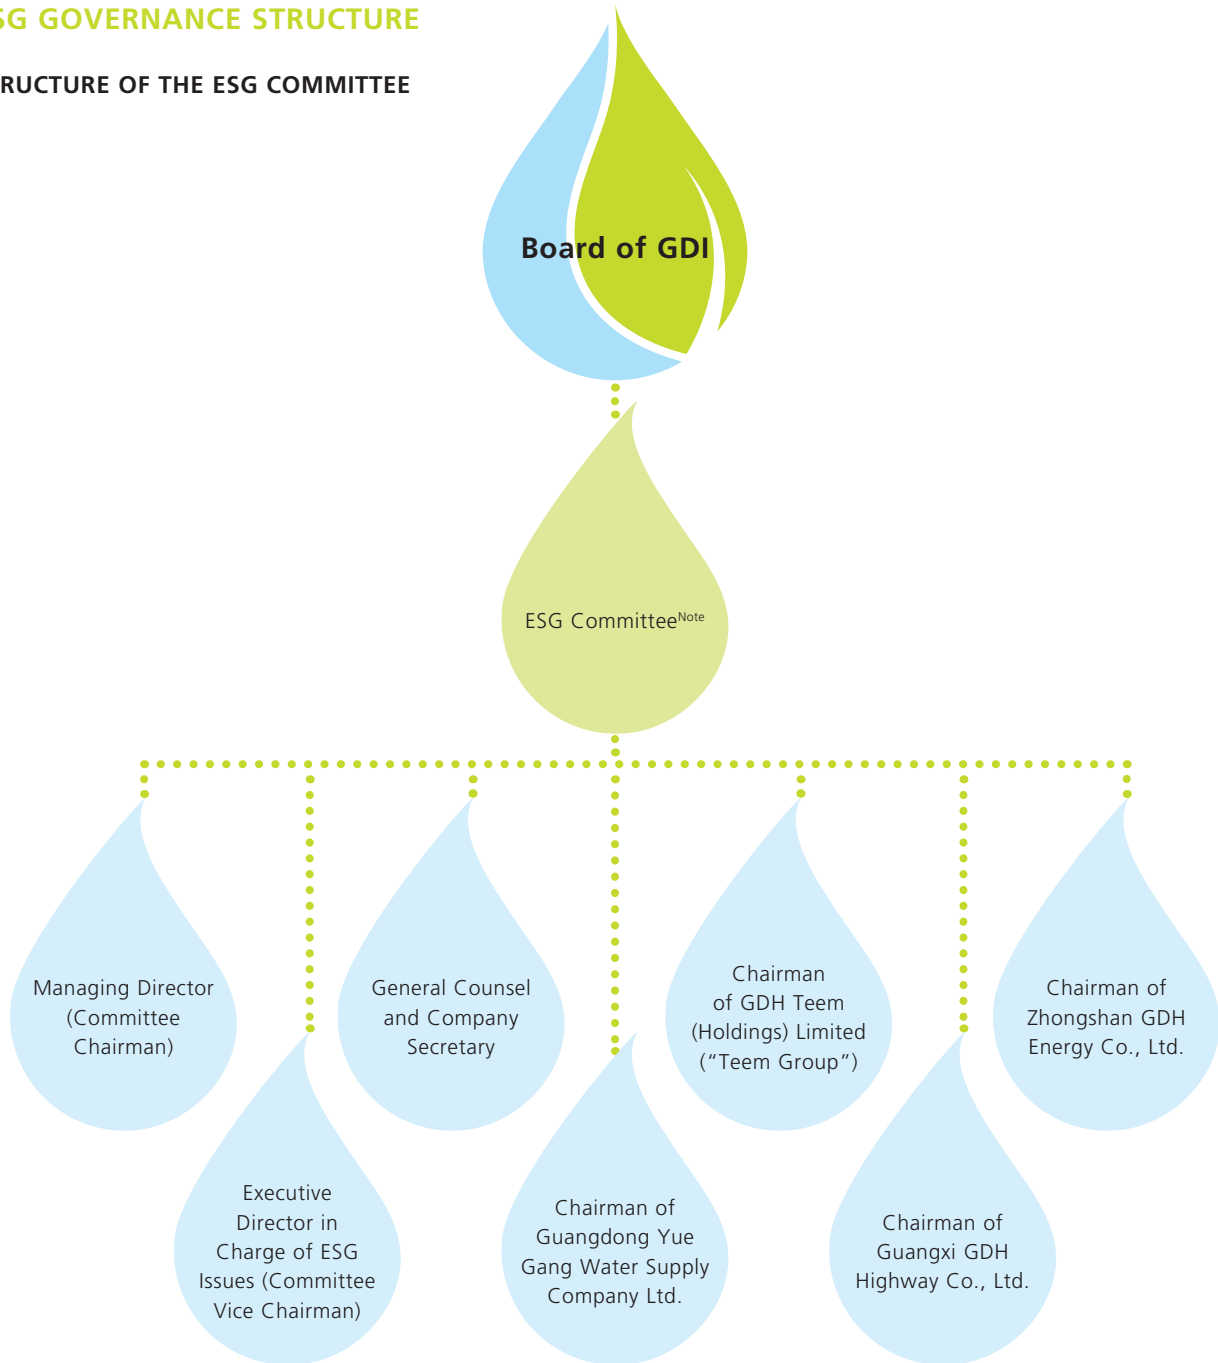 SG GOVERNANCE STRUCTURE
RUCTURE OF THE ESG COMMITTEE
Board of GDI
ESG CommitteeNote
Managing Director
(Committee
Chairman)
Executive
Director in
Charge of ESG
Issues (Committee
Vice Chairman)
General Counsel
and Company
Secretary
Chairman of
Guangdong Yue
Gang Water Supply
Company Ltd.
Chairman
of GDH Teem
(Holdings) Limited
(“Teem Group”)
Chairman of
Guangxi GDH
Highway Co., Ltd.
Chairman of
Zhongshan GDH
Energy Co., Ltd.